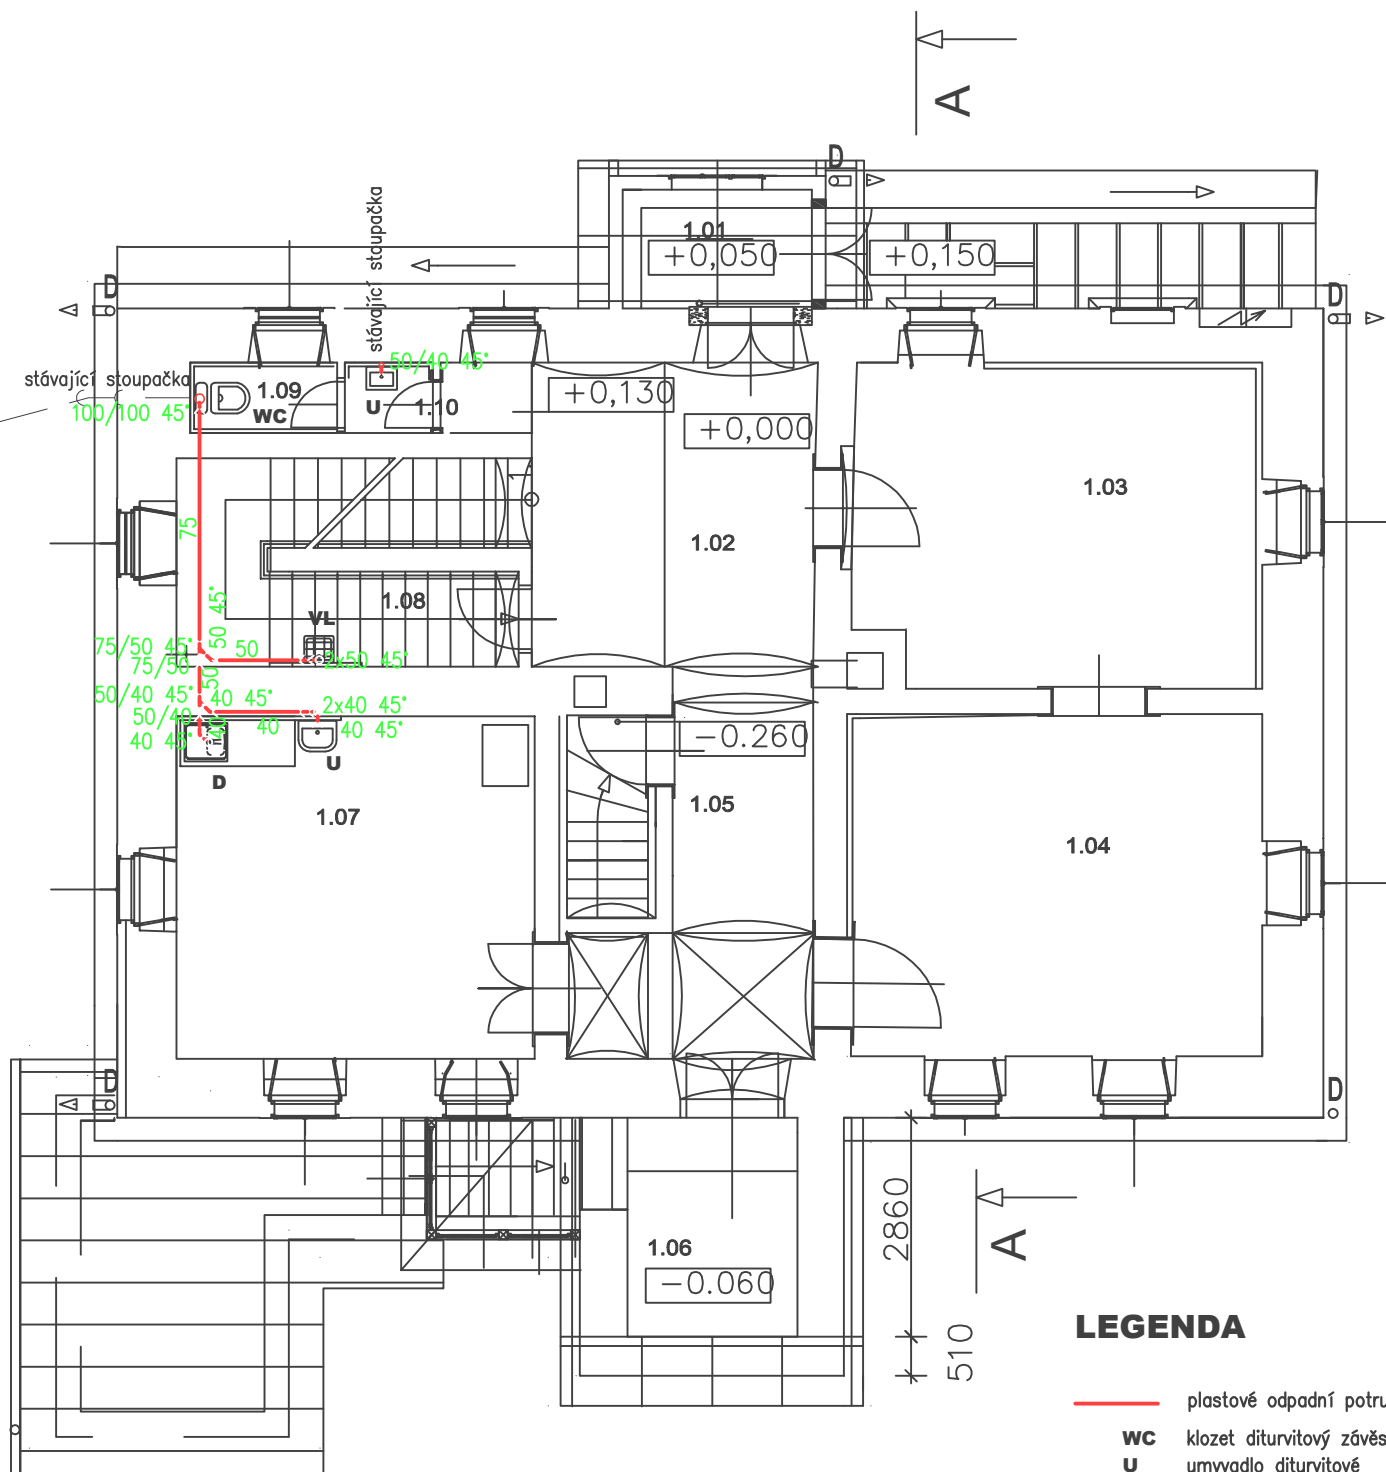 A
D
stávající stoupačka
1.01
+0,050
+0,150
D
D
50/40 45°
stávající stoupačka
100/100 45°
1.09
WC
U
1.10
+0,130
+0,000
1.03
75
1.02
50 45°
1.08
VL
75/50 45°
50
2x50 45°
75/50
50
50/40 45°
40 45°
2x40 45°
50/40
40
40
40 45°
40 45°
D
U
-0.260
1.05
1.07
1.04
D
D
2860
A
1.06
-0.060
510
LEGENDA
plastové odpadní
WC
klozet diturvitový
U
umyvadlo diturvitové